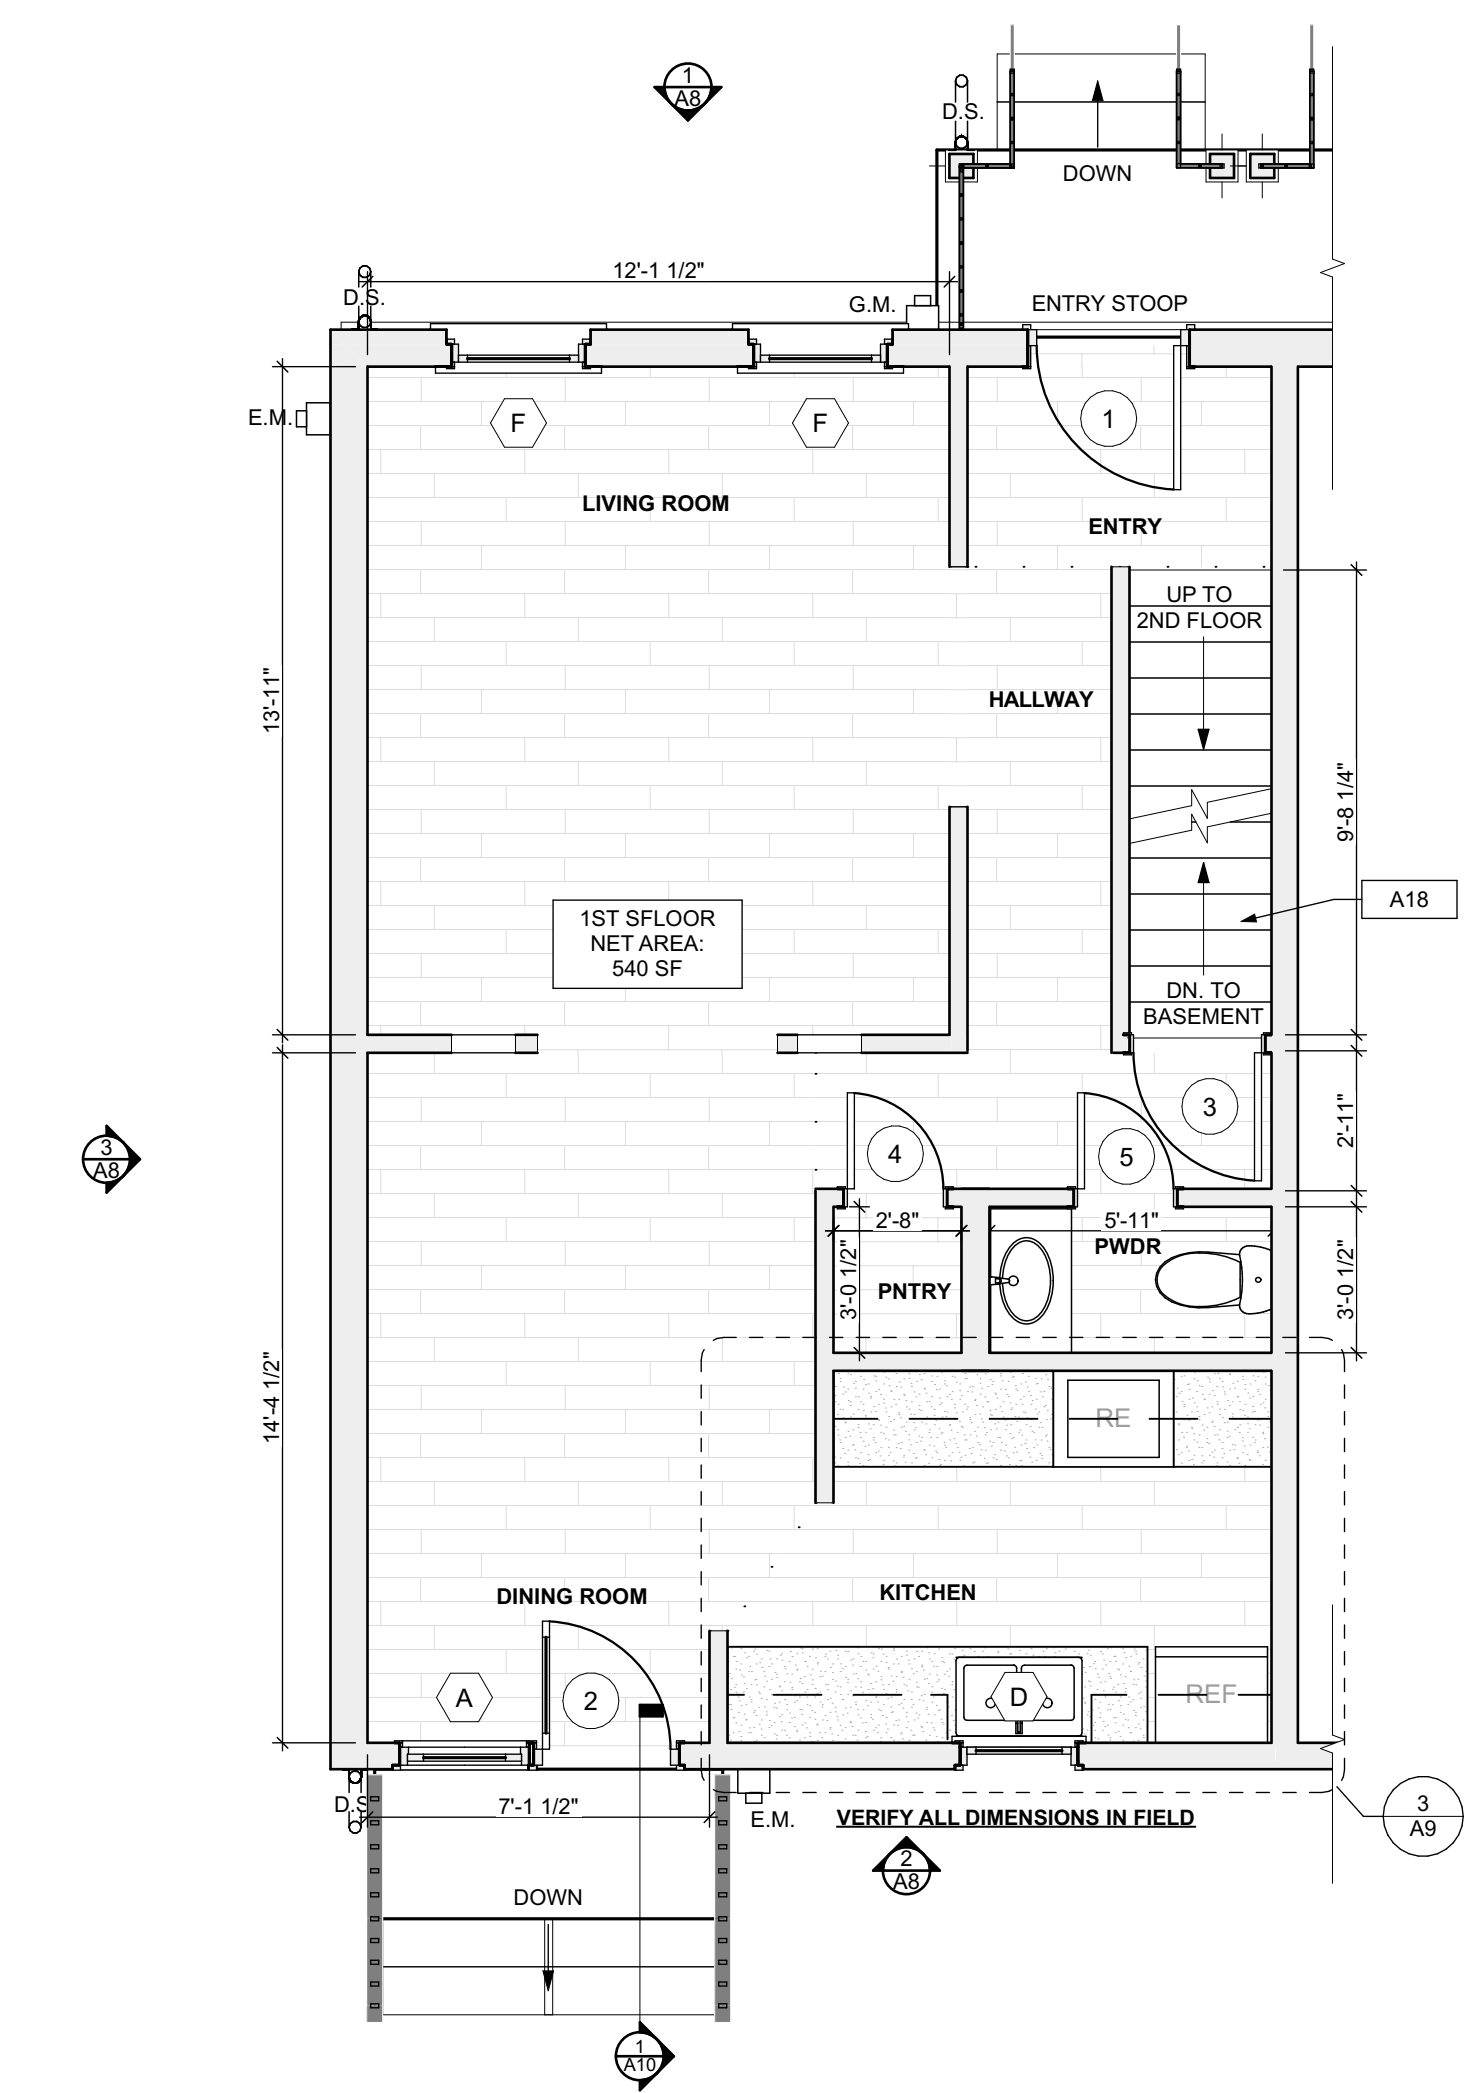 1
A8
D.S.
DOWN
12'-1 1/2"
D.S.
G.M.
ENTRY STOOP
E.M.
F
F
1
LIVING ROOM
ENTRY
UP TO
2ND FLOOR
13'-11"
HALLWAY
9'-8 1/4"
A18
1ST SFLOOR
NET AREA:
540 SF
DN. TO
BASEMENT
3
A8
4
5
3
2'-11"
2'-8"
5'-11"
PWDR
3'-0 1/2"
PNTRY
3'-0 1/2"
14'-4 1/2"
RE
DINING ROOM
KITCHEN
A
2
D
REF
D.S
7'-1 1/2"
E.M.
VERIFY ALL DIMENSIONS IN FIELD
3
A9
2
A8
DOWN
1
A10